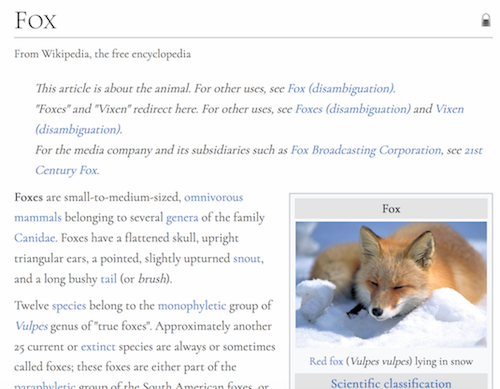 Fox
From Wikipedia, the free encyclopedia
This article is about the animal. For other uses, see Fox (disambiguation).
"Foxes" and "Vixen" redirect here. For other uses, see Foxes (disambiguation) and Vixen
(disambiguation).
For the media company and its subsidiaries such as Fox Broadcasting Corporation, see 21st
Century Fox.
Foxes are small-to-medium-sized, omnivorous
mammals belonging to several genera of the family
Canidae. Foxes have a flattened skull, upright
triangular ears, a pointed, slightly upturned snout,
and a long bushy tail (or brush).
Twelve species belong to the monophyletic group of
Vulpes genus of "true foxes". Approximately another
25 current or extinct species are always or sometimes
called foxes; these foxes are either part of the
paraphyletic group of the South American foxes, or
Fox
Red fox (Vulpes vulpes) lying in snow
Scientific classification